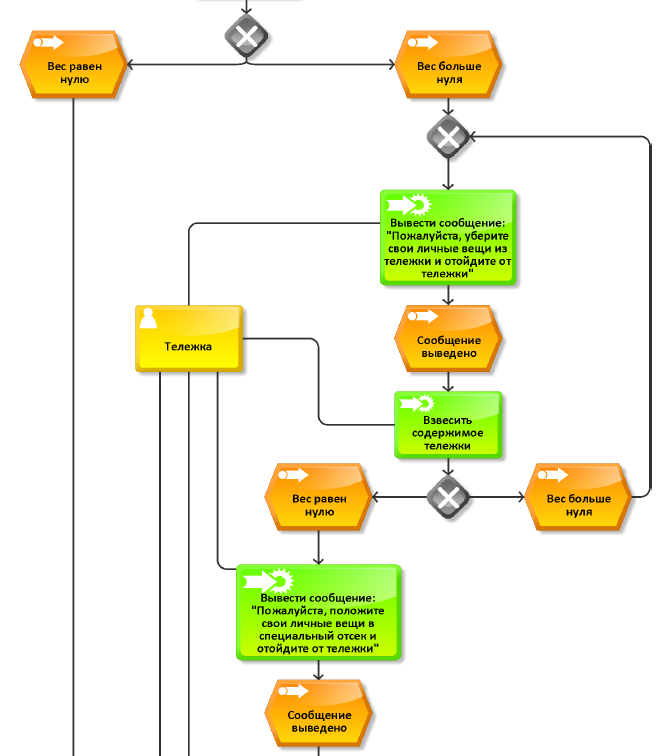 Вес равен
нулю
Вес больше
нуля
Вывести сообщение:
"Пожалуйста, уберите
свои личные вещи из
тележки и отойдите от
тележки"
Тележка
Сообщение
выведено
Взвесить
содержимое
тележки
Вес равен
нулю
Вес больше
нуля
Вывести сообщение:
"Пожалуйста, положите
свои личные вещи в
специальный отсек и
отойдите от тележки"
Сообщение
выведено